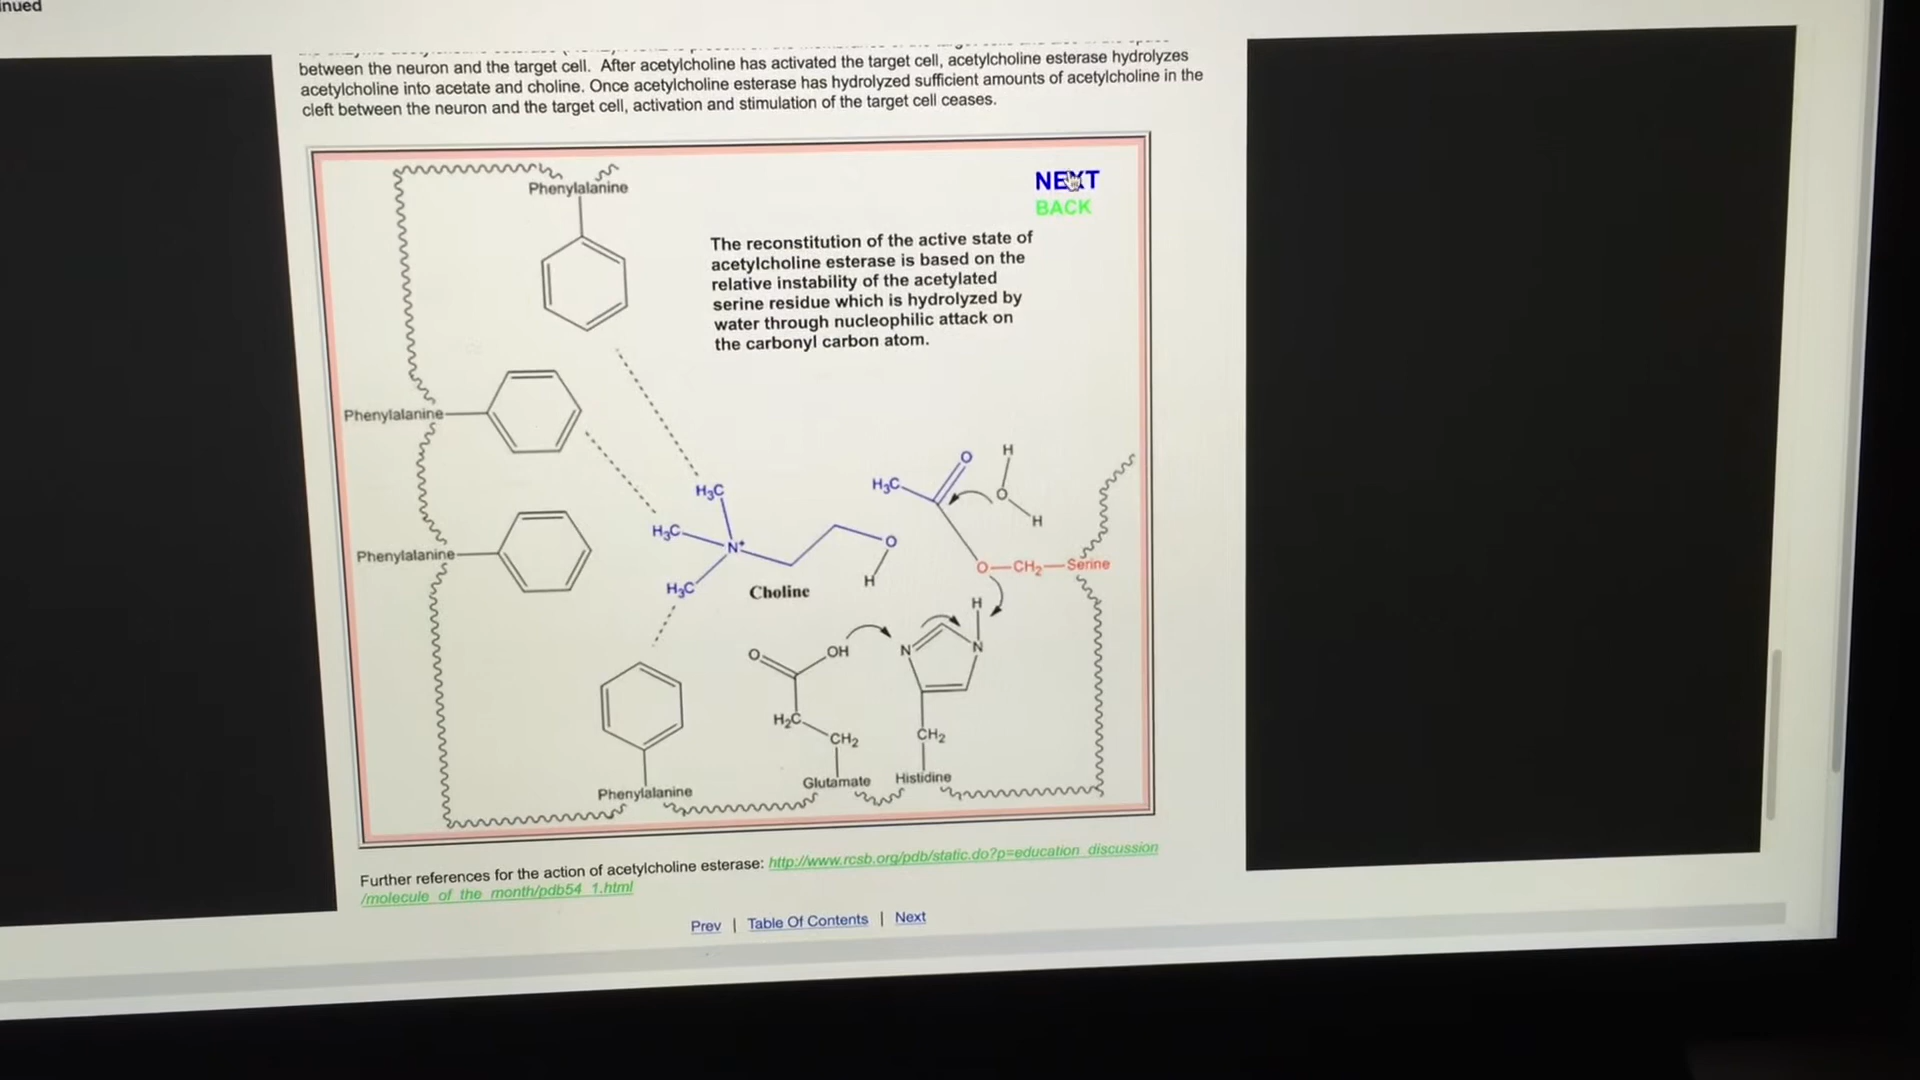 nued
between the neuron and the target cell. After acetylcholine has activated the target cell, acetylcholine esterase hydrolyzes
acetylcholine into acetate and choline. Once acetylcholine esterase has hydrolyzed sufficient amounts of acetylcholine in the
cleft between the neuron and the target cell, activation and stimulation of the target cell ceases.
NEXT
BACK
Phenylalanine
The reconstitution of the active state of
acetylcholine esterase is based on the
relative instability of the acetylated
serine residue which is hydrolyzed by
water through nucleophilic attack on
the carbonyl carbon atom.
Phenylalanine
Phenylalanine
H₃C
H₃C
N⁺
H₃C
O
H
Choline
H₃C
O
H
O
H
O—CH₂—Serine
H
O
OH
N
N
H₂C
CH₂
CH₂
Glutamate
Histidine
Phenylalanine
Further references for the action of acetylcholine esterase: http://www.rcsb.org/pdb/static.do?p=education_discussion
/molecule_of_the_month/pdb54_1.html
Prev | Table Of Contents | Next